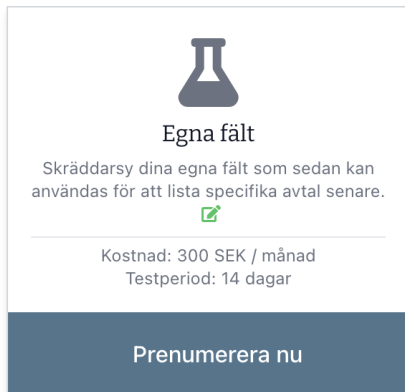 Egna fält
Skräddarsy dina egna fält som sedan kan
användas för att lista specifika avtal senare.
Kostnad: 300 SEK / månad
Testperiod: 14 dagar
Prenumerera nu